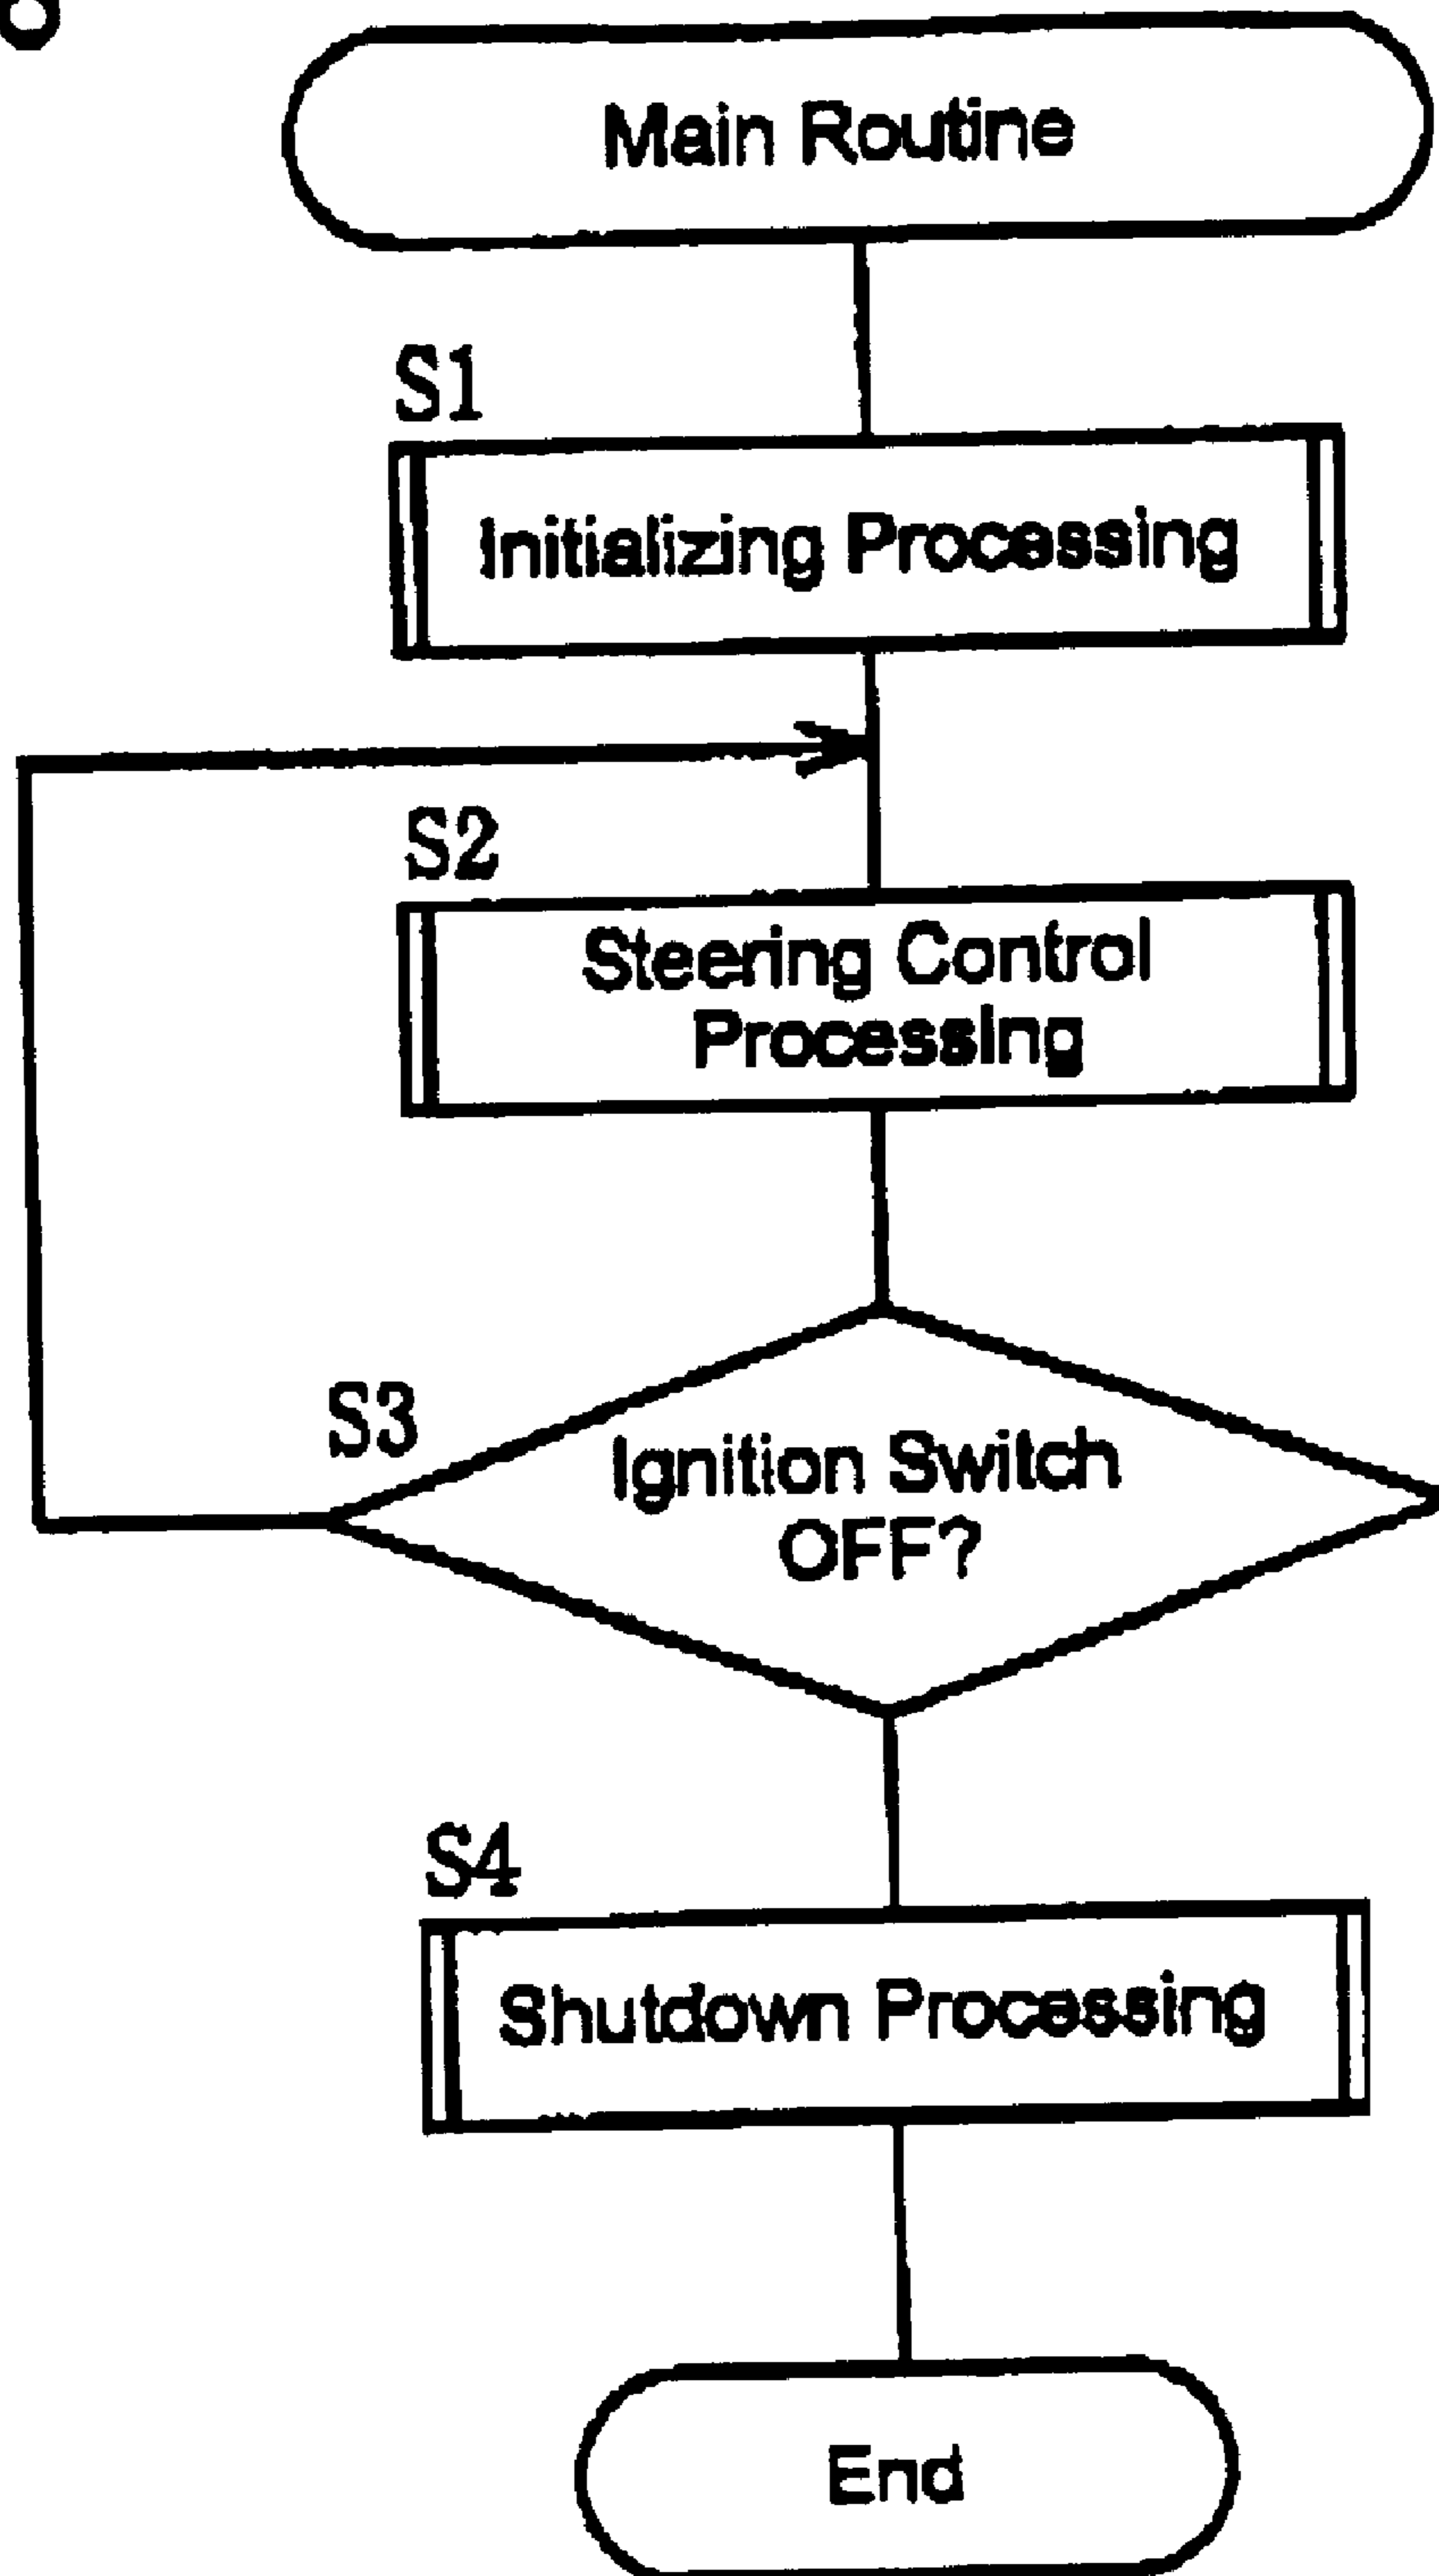 Main Routine
S1
Initializing Processing
S2
Steering Control
Processing
S3
Ignition Switch
OFF?
S4
Shutdown Processing
End